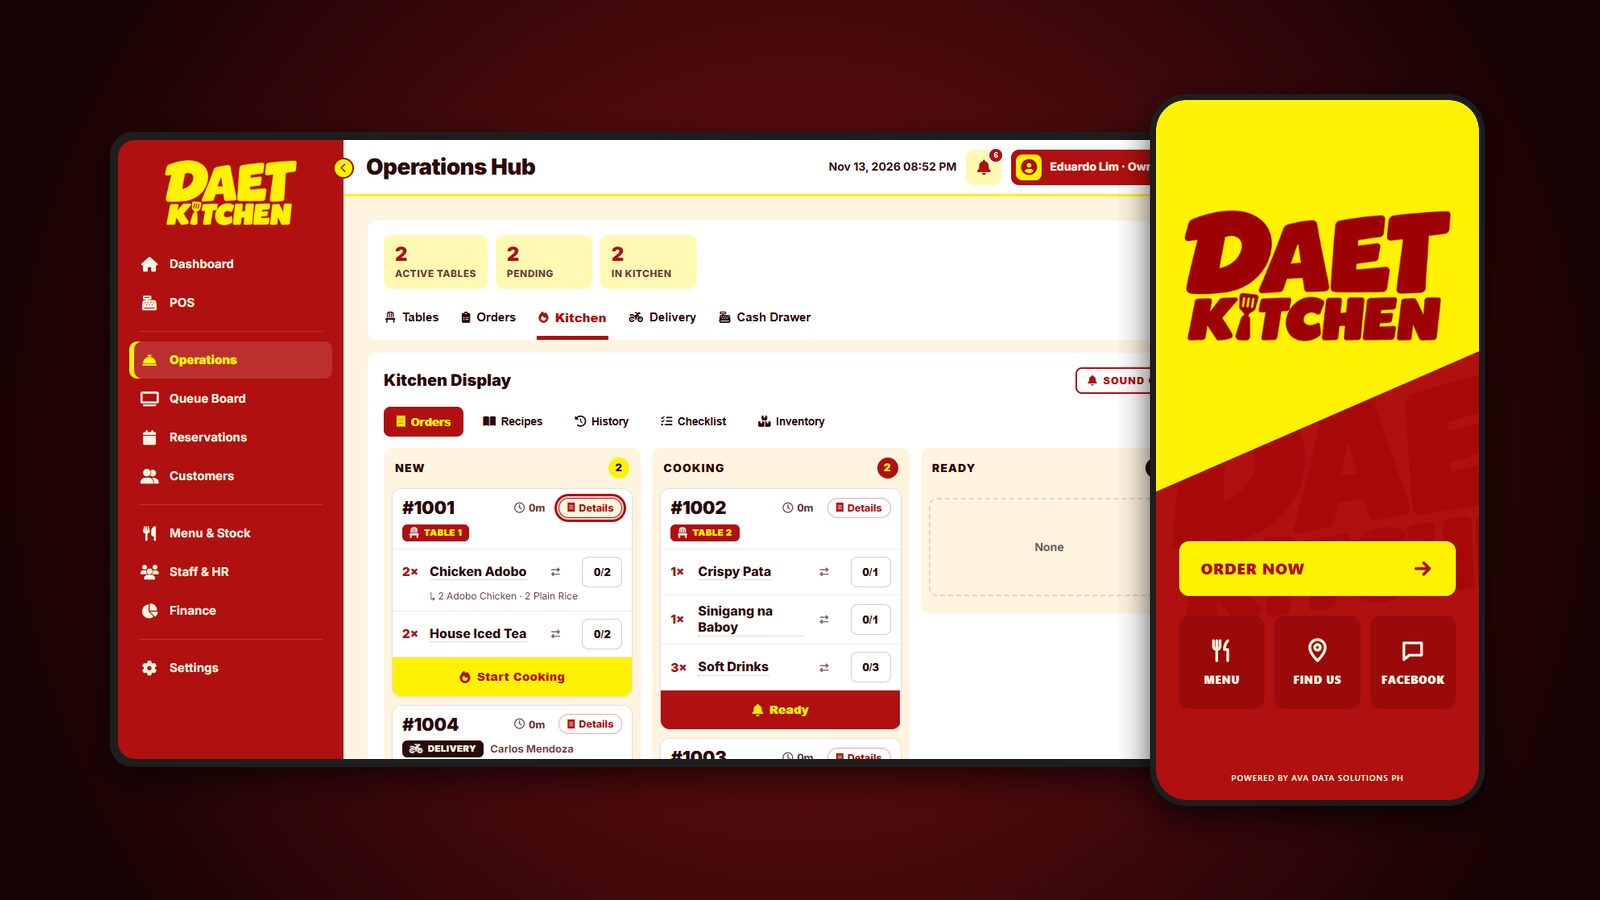 DAET
KITCHEN
Dashboard
POS
Operations
Queue Board
Reservations
Customers
Menu & Stock
Staff & HR
Finance
Settings
Operations Hub
Nov 13, 2026 08:52 PM
6
Eduardo Lim ·
2
ACTIVE TABLES
2
PENDING
2
IN KITCHEN
Tables
Orders
Kitchen
Delivery
Cash Drawer
Kitchen Display
SOUND
Orders
Recipes
History
Checklist
Inventory
NEW
2
#1001
0m
Details
TABLE 1
2×
Chicken Adobo
0/2
↳ 2 Adobo Chicken · 2 Plain Rice
2×
House Iced Tea
0/2
Start Cooking
#1004
0m
Details
DELIVERY
Carlos Mendoza
COOKING
2
#1002
0m
Details
TABLE 2
1×
Crispy Pata
0/1
1×
Sinigang na
Baboy
0/1
3×
Soft Drinks
0/3
Ready
#1003
0m
Details
READY
None
DAET
KITCHEN
ORDER NOW
MENU
FIND US
FACEBOOK
POWERED BY AVA DATA SOLUTIONS PH